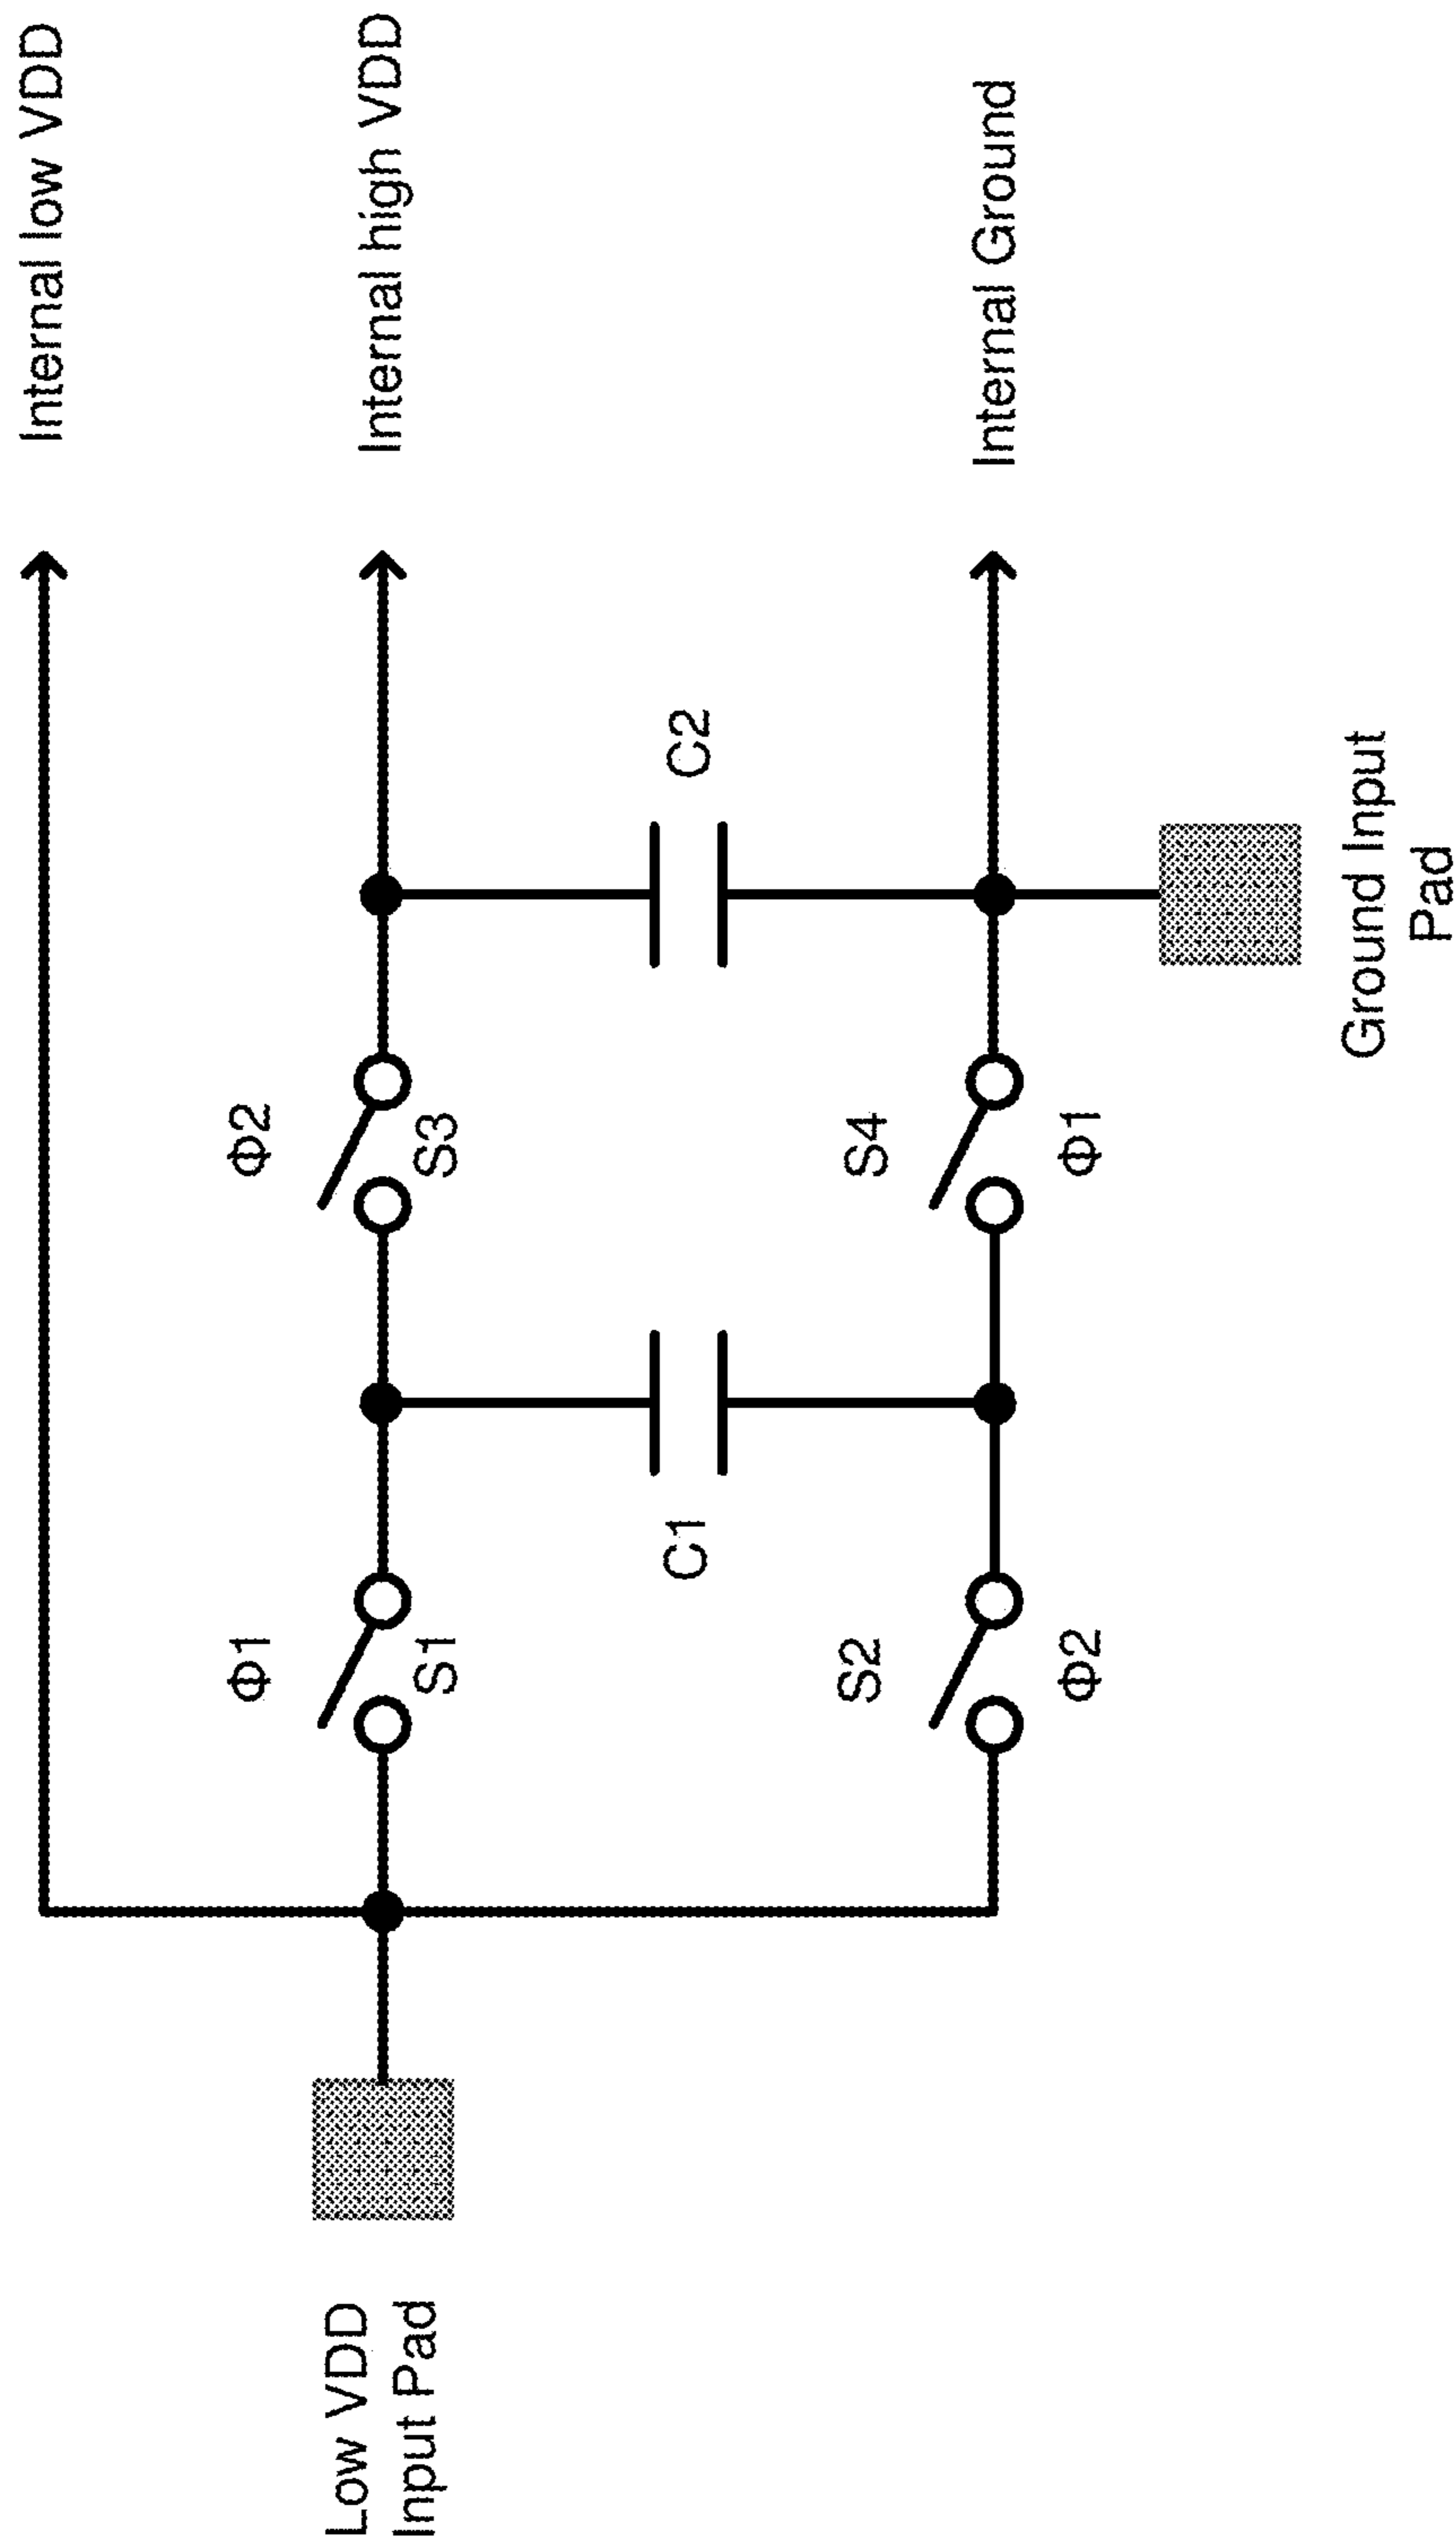 Internal low VDD
Φ1
Φ2
Low VDD
Input Pad
Internal high VDD
S1
S3
C1
C2
S2
S4
Internal Ground
Φ2
Φ1
Ground Input
Pad